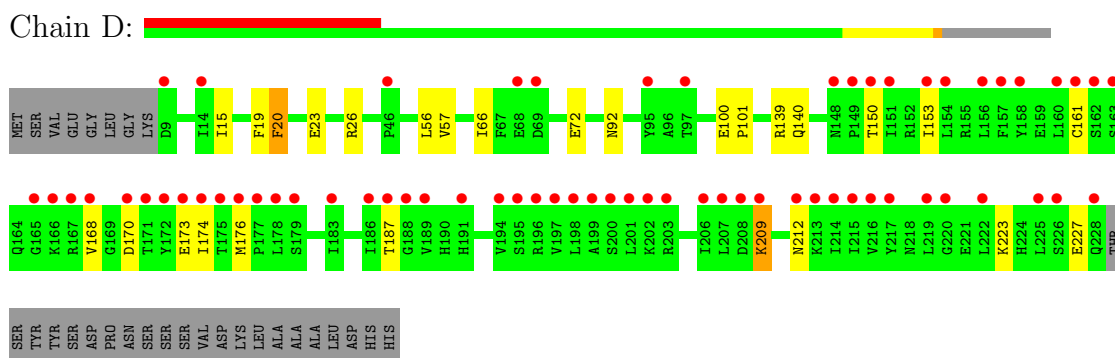 Chain D:
MET SER VAL GLU GLY LEU GLY LYS D9 I14 I15 F19 F20 E23 R26 P46 L56 V57 I66 F67 E68 D69 E72 N92 Y95 A96 T97 E100 P101 R139 Q140 N148 P149 T150 I151 R152 I153 L154 R155 L156 F157 Y158 E159 L160 C161 S162 S163
Q164 G165 K166 R167 V168 G169 D170 T171 Y172 E173 I174 T175 M176 P177 L178 S179 I183 I186 T187 G188 V189 H190 H191 V194 S195 R196 V197 L198 A199 S200 L201 K202 R203 I206 L207 D208 K209 N212 K213 I214 I215 V216 Y217 N218 L219 G220 E221 L222 K223 H224 L225 S226 E227 Q228 THR
SER TYR TYR SER ASP PRO ASN SER SER SER VAL ASP LYS LEU ALA ALA ALA LEU ASP HIS HIS